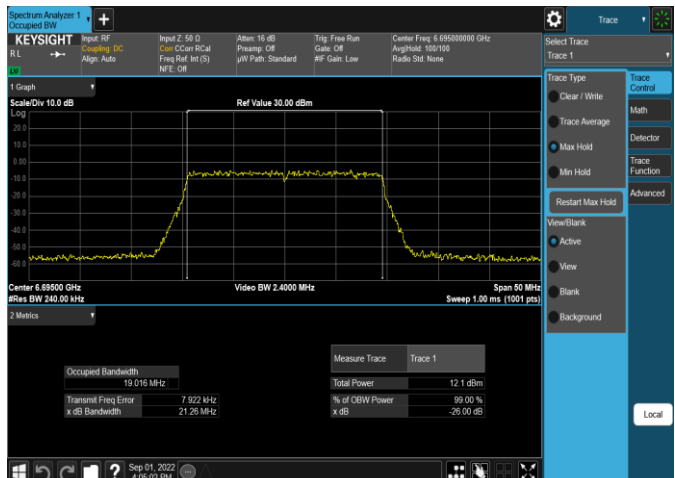 Spectrum Analyzer 1
Occupied BW
Trace
KEYSIGHT
R L
Input: RF
Coupling: DC
Align: Auto
Input Z: 50 Ω
Corr CCorr RCal
Freq Ref: Int (S)
NFE: Off
Atten: 16 dB
Preamp: Off
µW Path: Standard
Trig: Free Run
Gate: Off
#IF Gain: Low
Center Freq: 6.695000000 GHz
Avg|Hold: 100/100
Radio Std: None
Select Trace
Trace 1
1 Graph
Scale/Div 10.0 dB
Ref Value 30.00 dBm
Log
20.0
10.0
0.00
-10.0
-20.0
-30.0
-40.0
-50.0
-60.0
Center 6.69500 GHz
Video BW 2.4000 MHz
Span 50 MHz
#Res BW 240.00 kHz
Sweep 1.00 ms (1001 pts)
Trace Type
Clear / Write
Trace Average
Max Hold
Min Hold
Restart Max Hold
View/Blank
Active
View
Blank
Background
Trace
Control
Math
Detector
Trace
Function
Advanced
2 Metrics
Measure Trace Trace 1
Occupied Bandwidth
19.016 MHz
Total Power 12.1 dBm
Transmit Freq Error 7.922 kHz
% of OBW Power 99.00 %
x dB Bandwidth 21.26 MHz
x dB -26.00 dB
Local
?
Sep 01, 2022
4:05:02 PM